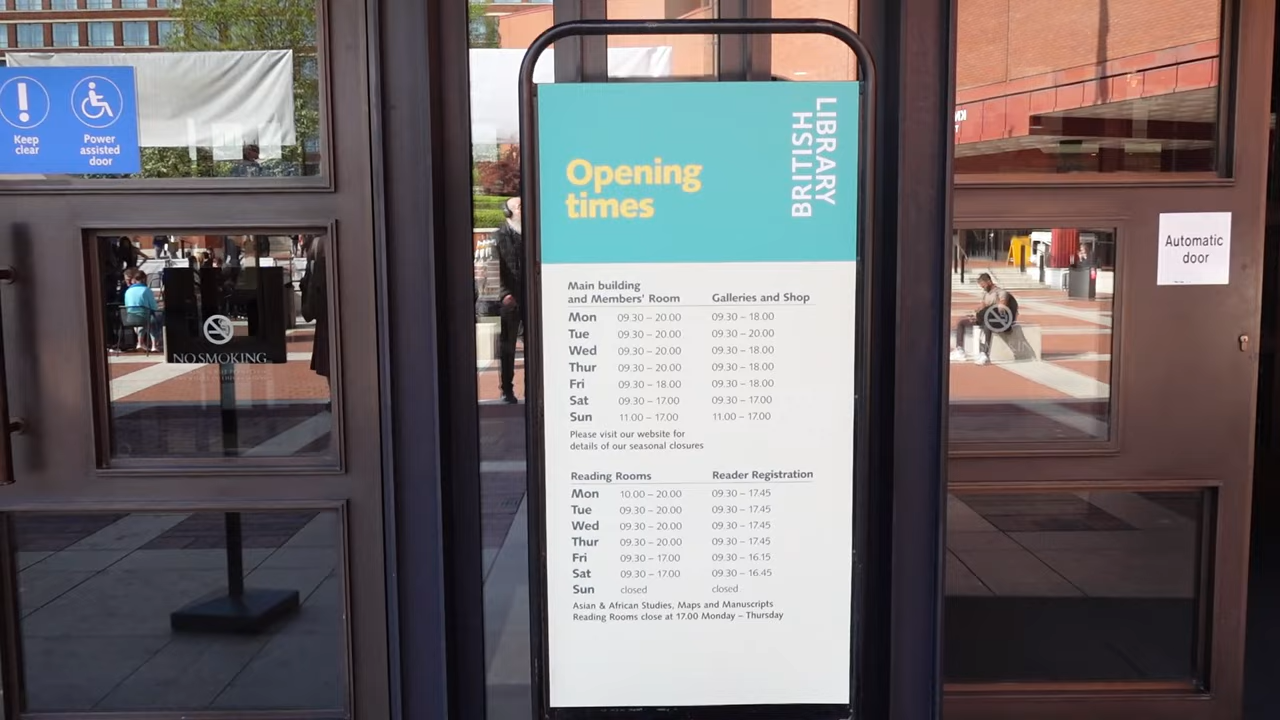 Keep
clear
Power
assisted
door
NO SMOKING
Opening
times
BRITISH
LIBRARY
Main building
and Members' Room Galleries and Shop
Mon 09.30 – 20.00 09.30 – 18.00
Tue 09.30 – 20.00 09.30 – 20.00
Wed 09.30 – 20.00 09.30 – 18.00
Thur 09.30 – 20.00 09.30 – 18.00
Fri 09.30 – 18.00 09.30 – 18.00
Sat 09.30 – 17.00 09.30 – 17.00
Sun 11.00 – 17.00 11.00 – 17.00
Please visit our website for
details of our seasonal closures
Reading Rooms Reader Registration
Mon 10.00 – 20.00 09.30 – 17.45
Tue 09.30 – 20.00 09.30 – 17.45
Wed 09.30 – 20.00 09.30 – 17.45
Thur 09.30 – 20.00 09.30 – 17.45
Fri 09.30 – 17.00 09.30 – 16.15
Sat 09.30 – 17.00 09.30 – 16.45
Sun closed closed
Asian & African Studies, Maps and Manuscripts
Reading Rooms close at 17.00 Monday – Thursday
Automatic
door